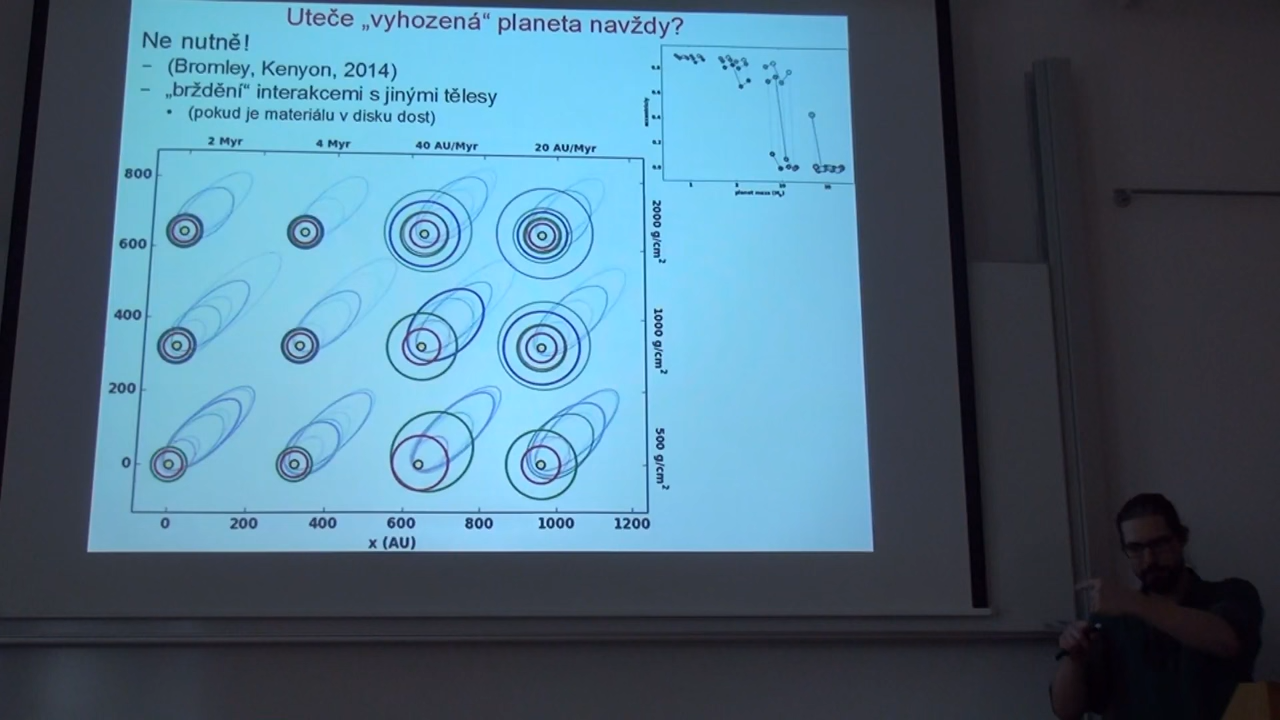 Uteče „vyhozená“ planeta navždy?
Ne nutně!
– (Bromley, Kenyon, 2014)
– „brždění“ interakcemi s jinými tělesy
• (pokud je materiálu v disku dost)
2 Myr 4 Myr 40 AU/Myr 20 AU/Myr
800
600
400
200
0
0 200 400 600 800 1000 1200
x (AU)
2000 g/cm²
1000 g/cm²
500 g/cm²
planet mass